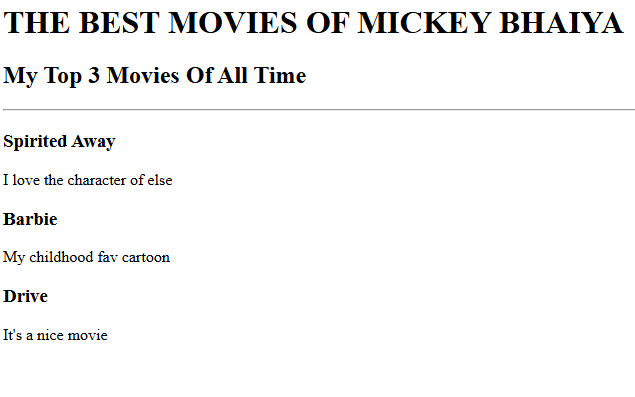 THE BEST MOVIES OF MICKEY BHAIYA
My Top 3 Movies Of All Time
Spirited Away
I love the character of else
Barbie
My childhood fav cartoon
Drive
It's a nice movie